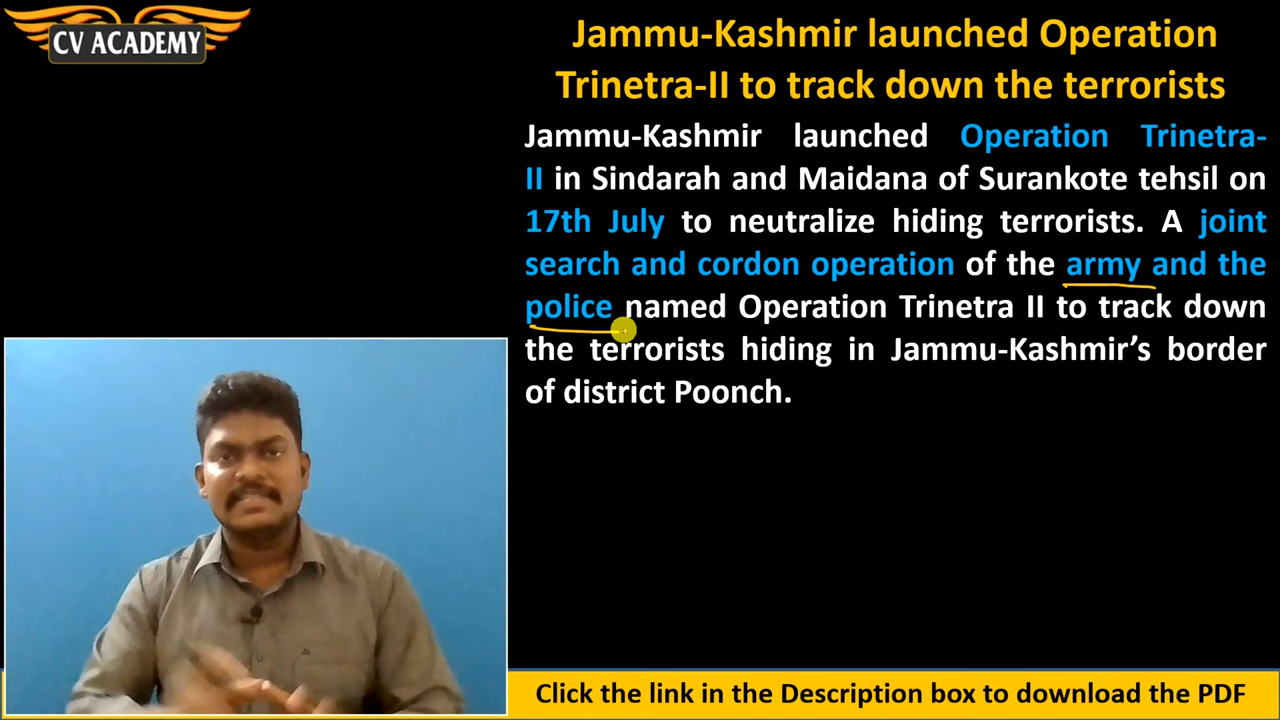 CV ACADEMY
Jammu-Kashmir launched Operation
Trinetra-II to track down the terrorists
Jammu-Kashmir launched Operation Trinetra-
II in Sindarah and Maidana of Surankote tehsil on
17th July to neutralize hiding terrorists. A joint
search and cordon operation of the army and the
police named Operation Trinetra II to track down
the terrorists hiding in Jammu-Kashmir’s border
of district Poonch.
Click the link in the Description box to download the PDF